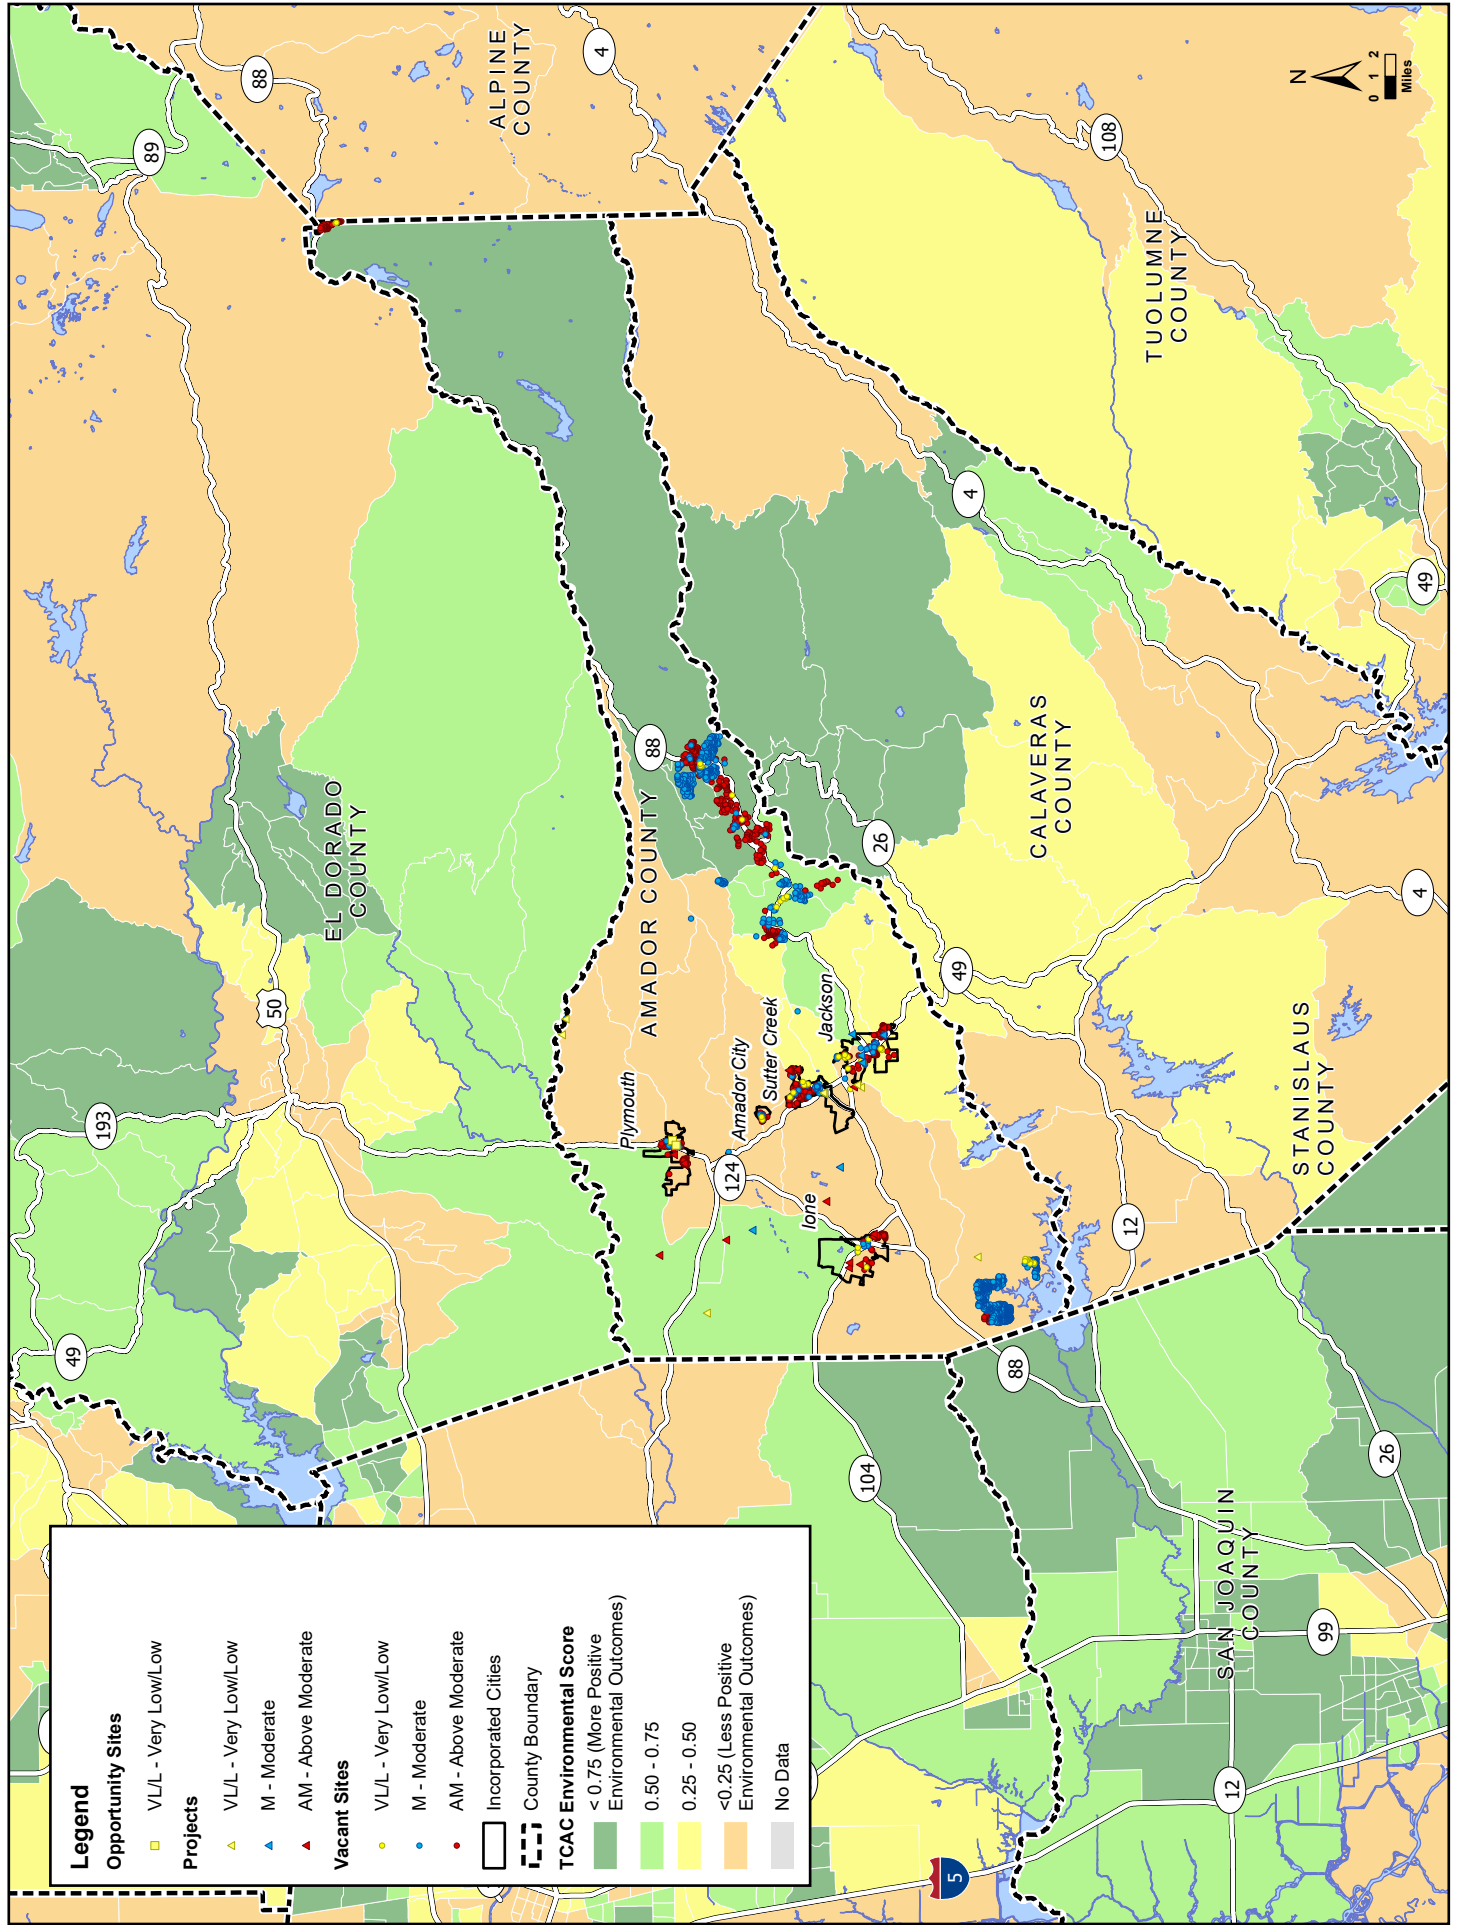 Legend
Opportunity Sites
VL/L - Very Low/Low
Projects
VL/L - Very Low/Low
M - Moderate
AM - Above Moderate
Vacant Sites
VL/L - Very Low/Low
M - Moderate
AM - Above Moderate
Incorporated Cities
County Boundary
TCAC Environmental Score
< 0.75 (More Positive
Environmental Outcomes)
0.50 - 0.75
0.25 - 0.50
<0.25 (Less Positive
Environmental Outcomes)
No Data
49
193
50
EL DORADO
COUNTY
89
88
ALPINE
COUNTY
4
AMADOR COUNTY
88
Plymouth
Amador City
Sutter Creek
Jackson
Ione
124
104
88
26
49
CALAVERAS
COUNTY
4
4
12
TUOLUMNE
COUNTY
108
49
STANISLAUS
COUNTY
26
SAN JOAQUIN
COUNTY
99
12
5
N
0 1 2
Miles